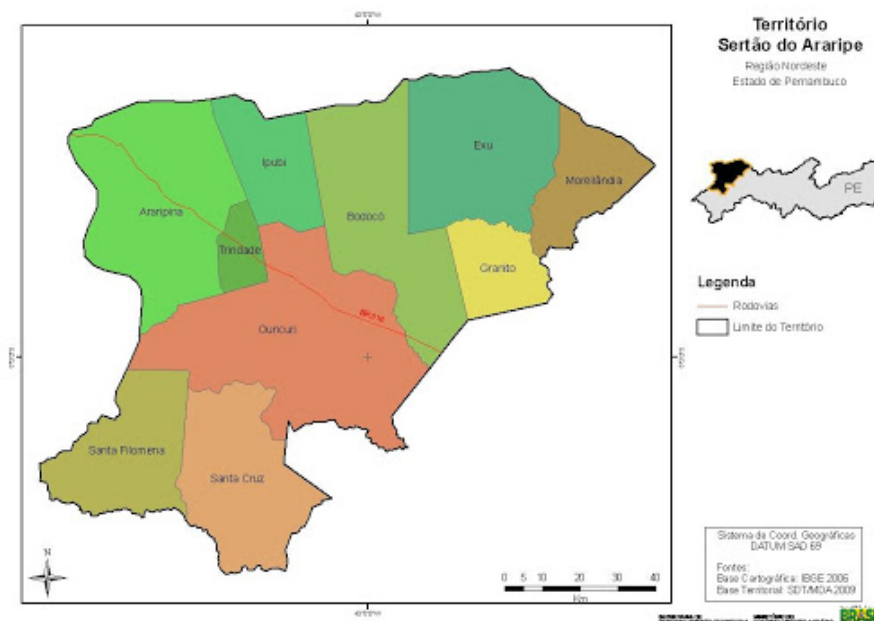 Território
Sertão do Araripe
Região Nordeste
Estado de Pernambuco
Exu
Ipubi
Moreilândia
Araripina
Bodocó
Trindade
Granito
PE
Legenda
Rodovias
Limite do Território
BR-316
Ouricuri
Santa Filomena
Santa Cruz
N
0 5 10 20 30 40
Km
Sistema de Coord. Geográficas
DATUM SAD 69
Fontes:
Base Cartográfica: IBGE 2006
Base Territorial: SDT/MDA 2009